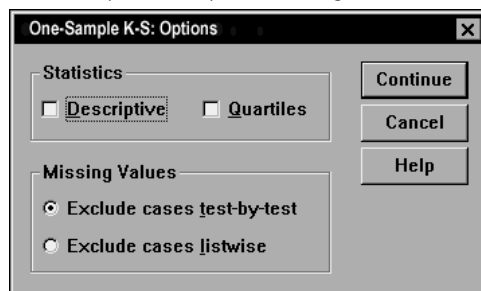 One-Sample K-S: Options
Statistics
Descriptive Quartiles
Missing Values
Exclude cases test-by-test
Exclude cases listwise
Continue
Cancel
Help